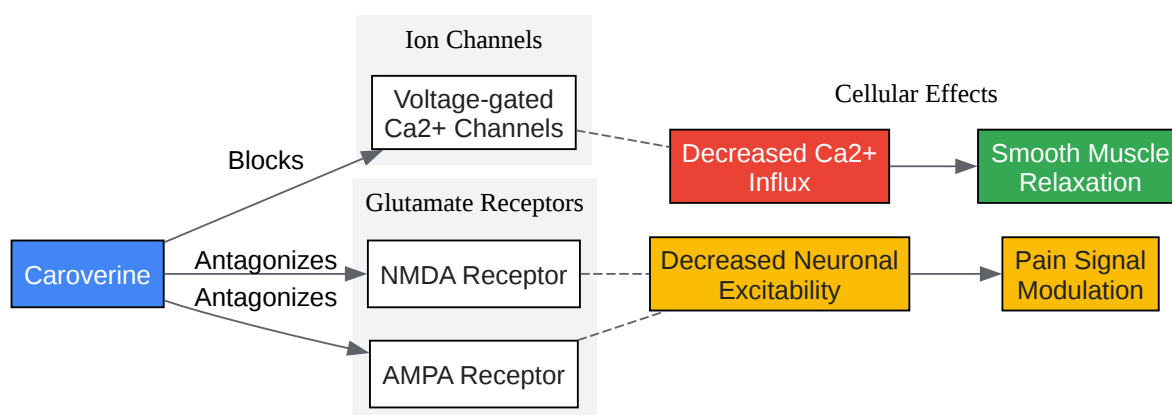 Ion Channels
Voltage-gated
Ca2+ Channels
Cellular Effects
Blocks
Decreased Ca2+
Influx
Smooth Muscle
Relaxation
Glutamate Receptors
Caroverine
Antagonizes
NMDA Receptor
Decreased Neuronal
Excitability
Pain Signal
Modulation
Antagonizes
AMPA Receptor